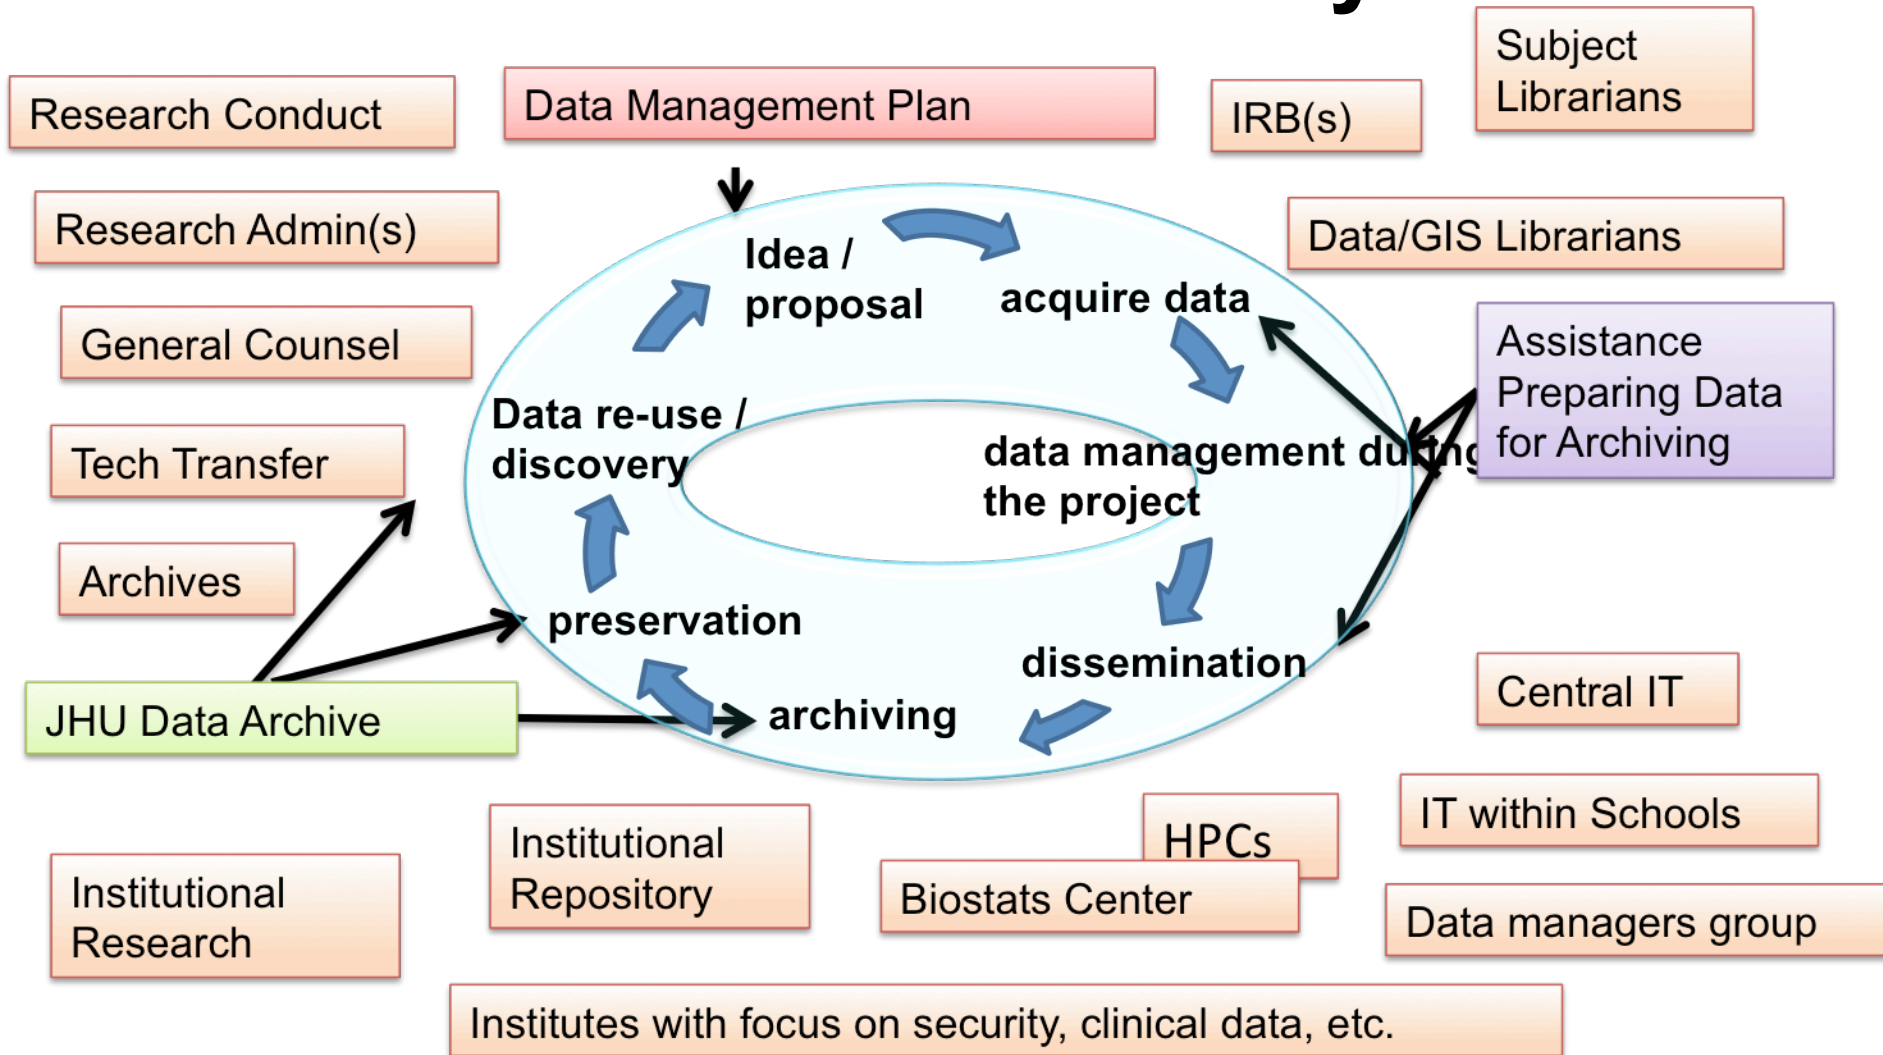 Subject
Librarians
Research Conduct
Data Management Plan
IRB(s)
Research Admin(s)
Data/GIS Librarians
Idea /
proposal
acquire data
General Counsel
Assistance
Preparing Data
for Archiving
Data re-use /
discovery
data management during
the project
Tech Transfer
Archives
preservation
dissemination
Central IT
JHU Data Archive
archiving
IT within Schools
HPCs
Institutional
Repository
Biostats Center
Institutional
Research
Data managers group
Institutes with focus on security, clinical data, etc.